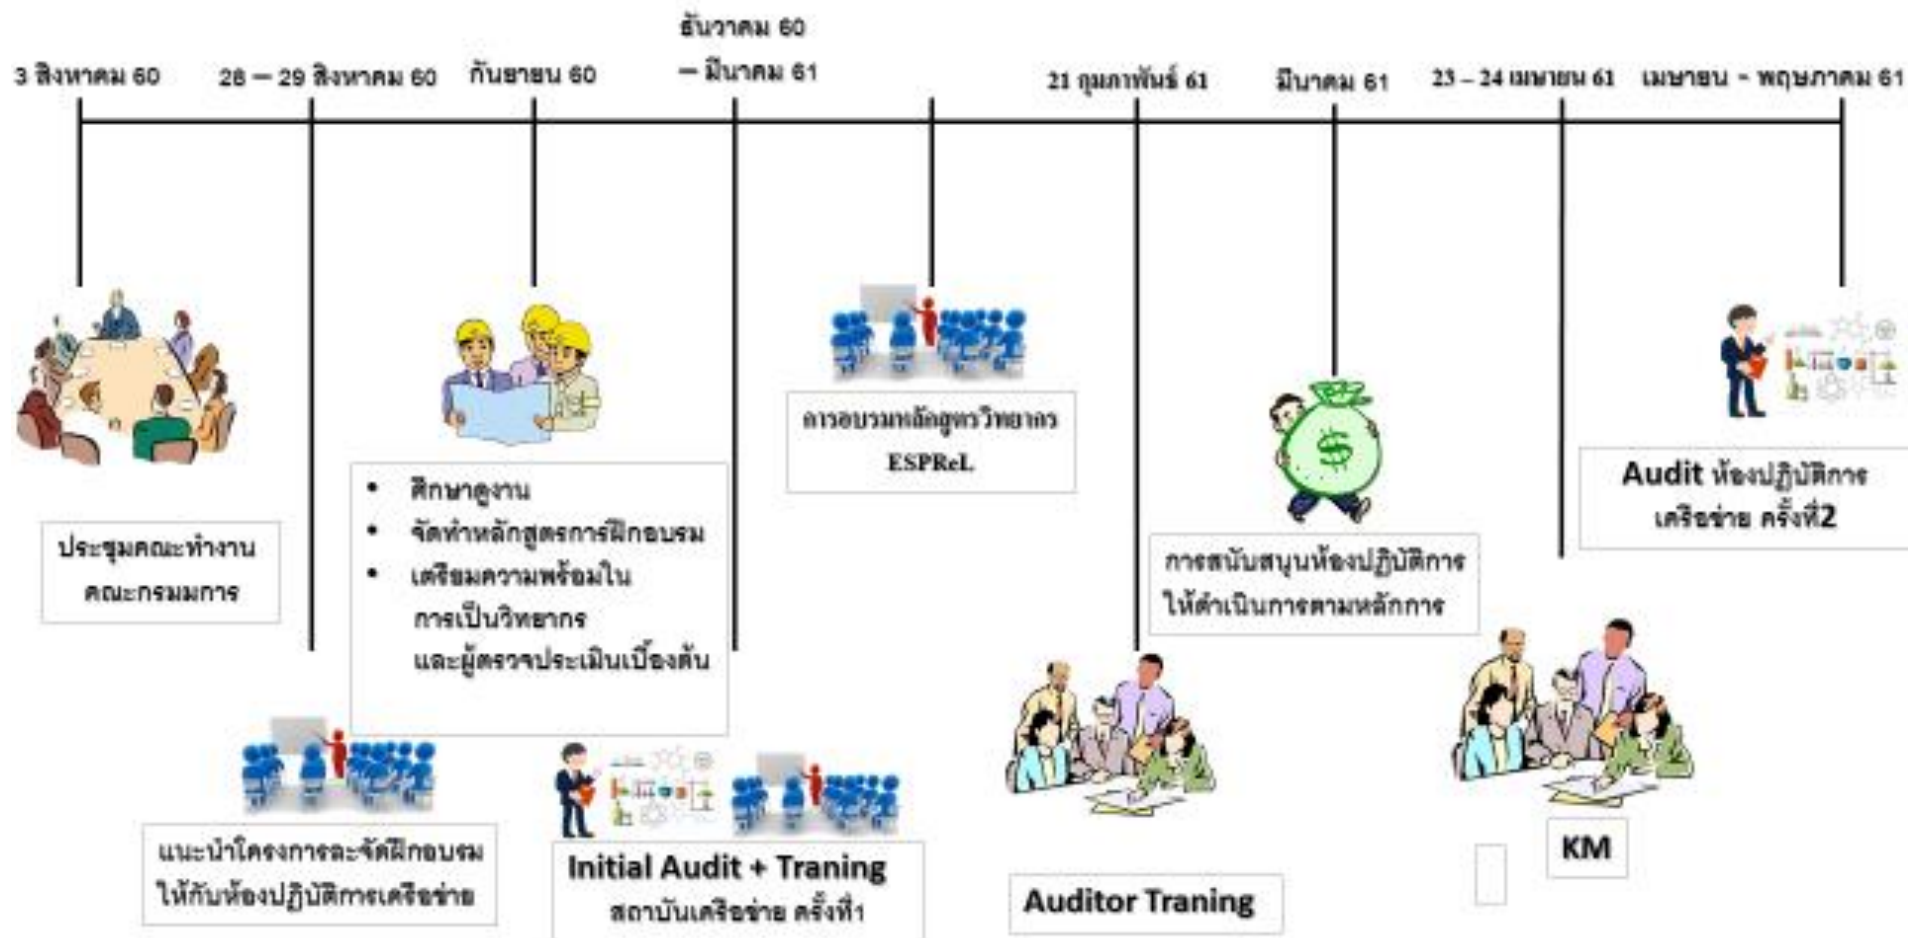 ธันวาคม 60
3 สิงหาคม 60
28 – 29 สิงหาคม 60
กันยายน 60
– มีนาคม 61
21 กุมภาพันธ์ 61
มีนาคม 61
23 – 24 เมษายน 61
เมษายน - พฤษภาคม 61
ประชุมคณะทำงาน
คณะกรมมการ
แนะนำโครงการละจัดฝึกอบรม
ให้กับห้องปฏิบัติการเครือข่าย
• ศึกษาดูงาน
• จัดทำหลักสูตรการฝึกอบรม
• เตรียมความพร้อมใน
การเป็นวิทยากร
และผู้ตรวจประเมินเบื้องต้น
Initial Audit + Traning
สถาบันเครือข่าย ครั้งที่1
การอบรมหลักสูตรวิทยากร
ESPReL
Auditor Traning
การสนับสนุนห้องปฏิบัติการ
ให้ดำเนินการตามหลักการ
KM
Audit ห้องปฏิบัติการ
เครือข่าย ครั้งที่2